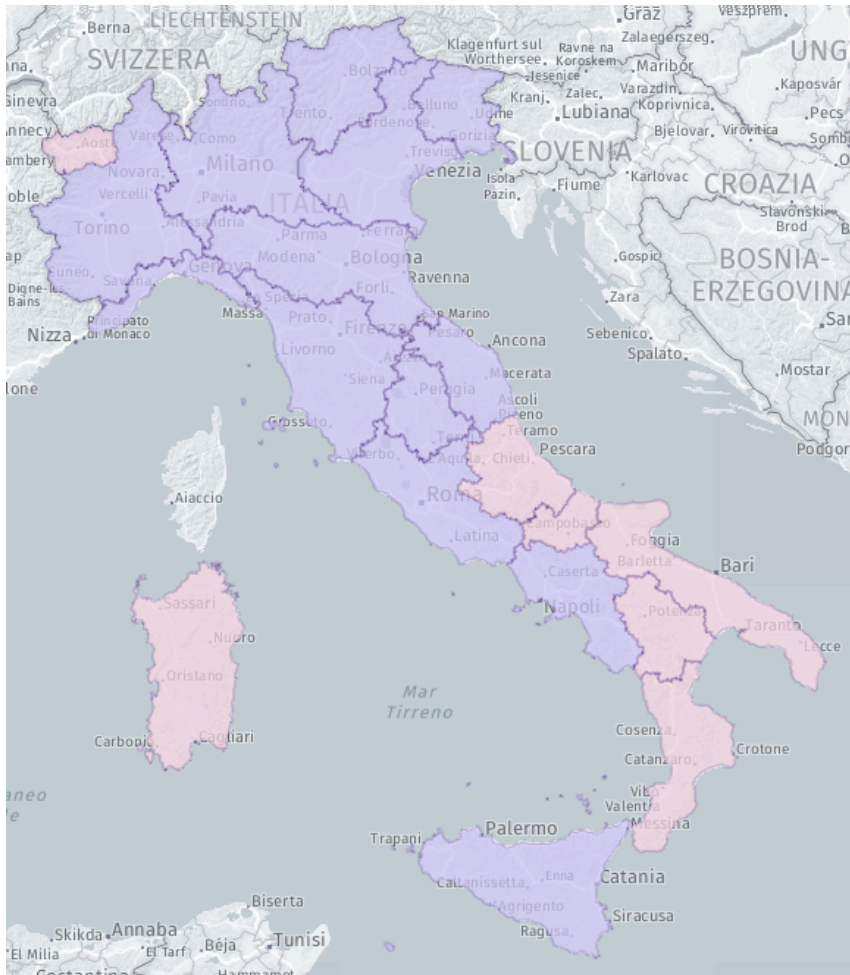 LIECHTENSTEIN
Graz
Veszprém
Berna
Zalaegerszeg
SVIZZERA
Klagenfurt sul
Worthersee
Ravne na
Koroskem
UNG
Bolzano
Jesenice
Maribor
Kaposvár
Ginevra
Sondrio
Belluno
Kranj
Zalec
Varazdin
Koprivnica
Trento
Pordenone
Udine
Lubiana
Pecs
Annecy
Varese
Como
Gorizia
Bjelovar
Virovitica
Aosta
Milano
Treviso
SLOVENIA
Novara
Venezia
Isola
Pazin
Fiume
Karlovac
CROAZIA
Vercelli
Pavia
ITALIA
Slavonski
Brod
Torino
Alessandria
Parma
Ferrara
Modena
Bologna
Gospic
BOSNIA-
ERZEGOVINA
Cuneo
Savona
Genova
Ravenna
Digne-les-
Bains
La Spezia
Forlì
Zara
Massa
Prato
San Marino
Principato
di Monaco
Nizza
Firenze
Pesaro
Sebenico
Livorno
Ancona
Spalato
Arezzo
Mostar
Siena
Perugia
Macerata
Ascoli
Piceno
MON
Grosseto
Terni
Teramo
Viterbo
L'Aquila
Chieti
Pescara
Podgor
Aiaccio
Roma
Latina
Campobasso
Foggia
Barletta
Bari
Caserta
Sassari
Napoli
Potenza
Taranto
Nuoro
Lecce
Oristano
Mar
Tirreno
Carbonia
Cagliari
Cosenza
Catanzaro
Crotone
Vibo
Valentia
Messina
Trapani
Palermo
Caltanissetta
Enna
Catania
Agrigento
Siracusa
Ragusa
Biserta
Skikda
Annaba
El Milia
El Tarf
Béja
Tunisi